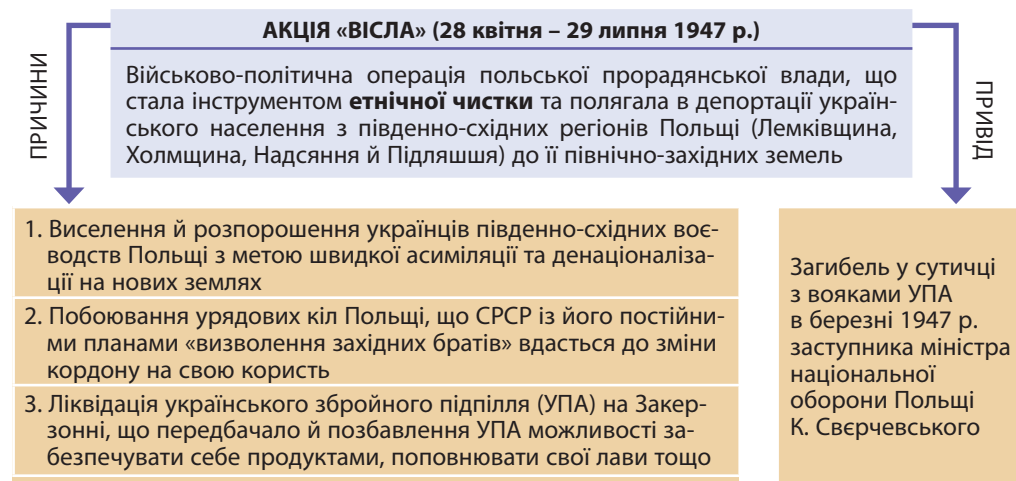 АКЦІЯ «ВІСЛА» (28 квітня – 29 липня 1947 р.)
Військово-політична операція польської прорадянської влади, що
стала інструментом етнічної чистки та полягала в депортації україн-
ського населення з південно-східних регіонів Польщі (Лемківщина,
Холмщина, Надсяння й Підляшшя) до її північно-західних земель
ПРИЧИНИ
ПРИВІД
1. Виселення й розпорошення українців південно-східних воє-
водств Польщі з метою швидкої асиміляції та денаціоналіза-
ції на нових землях
2. Побоювання урядових кіл Польщі, що СРСР із його постійни-
ми планами «визволення західних братів» вдасться до зміни
кордону на свою користь
3. Ліквідація українського збройного підпілля (УПА) на Закер-
зонні, що передбачало й позбавлення УПА можливості за-
безпечувати себе продуктами, поповнювати свої лави тощо
Загибель у сутичці
з вояками УПА
в березні 1947 р.
заступника міністра
національної
оборони Польщі
К. Свєрчевського